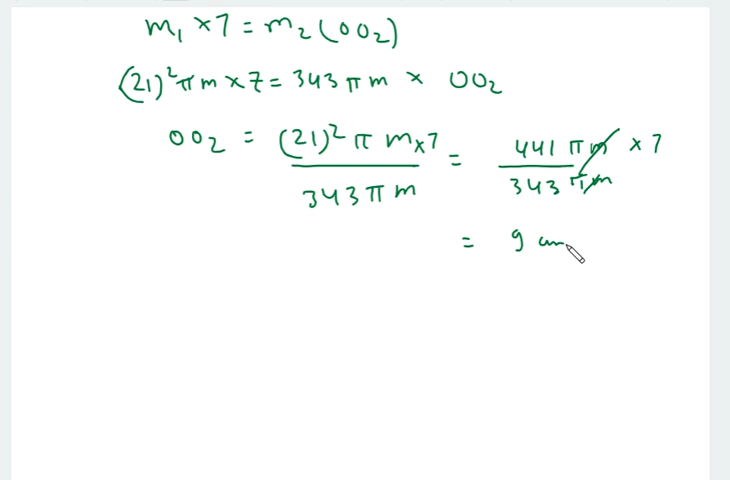 m₁ × 7 = m₂ (OO₂)
(21)² π m × 7 = 343 π m × OO₂
OO₂ = (21)² π m × 7 / 343 π m = 441 π m / 343 π m × 7
= 9 cm